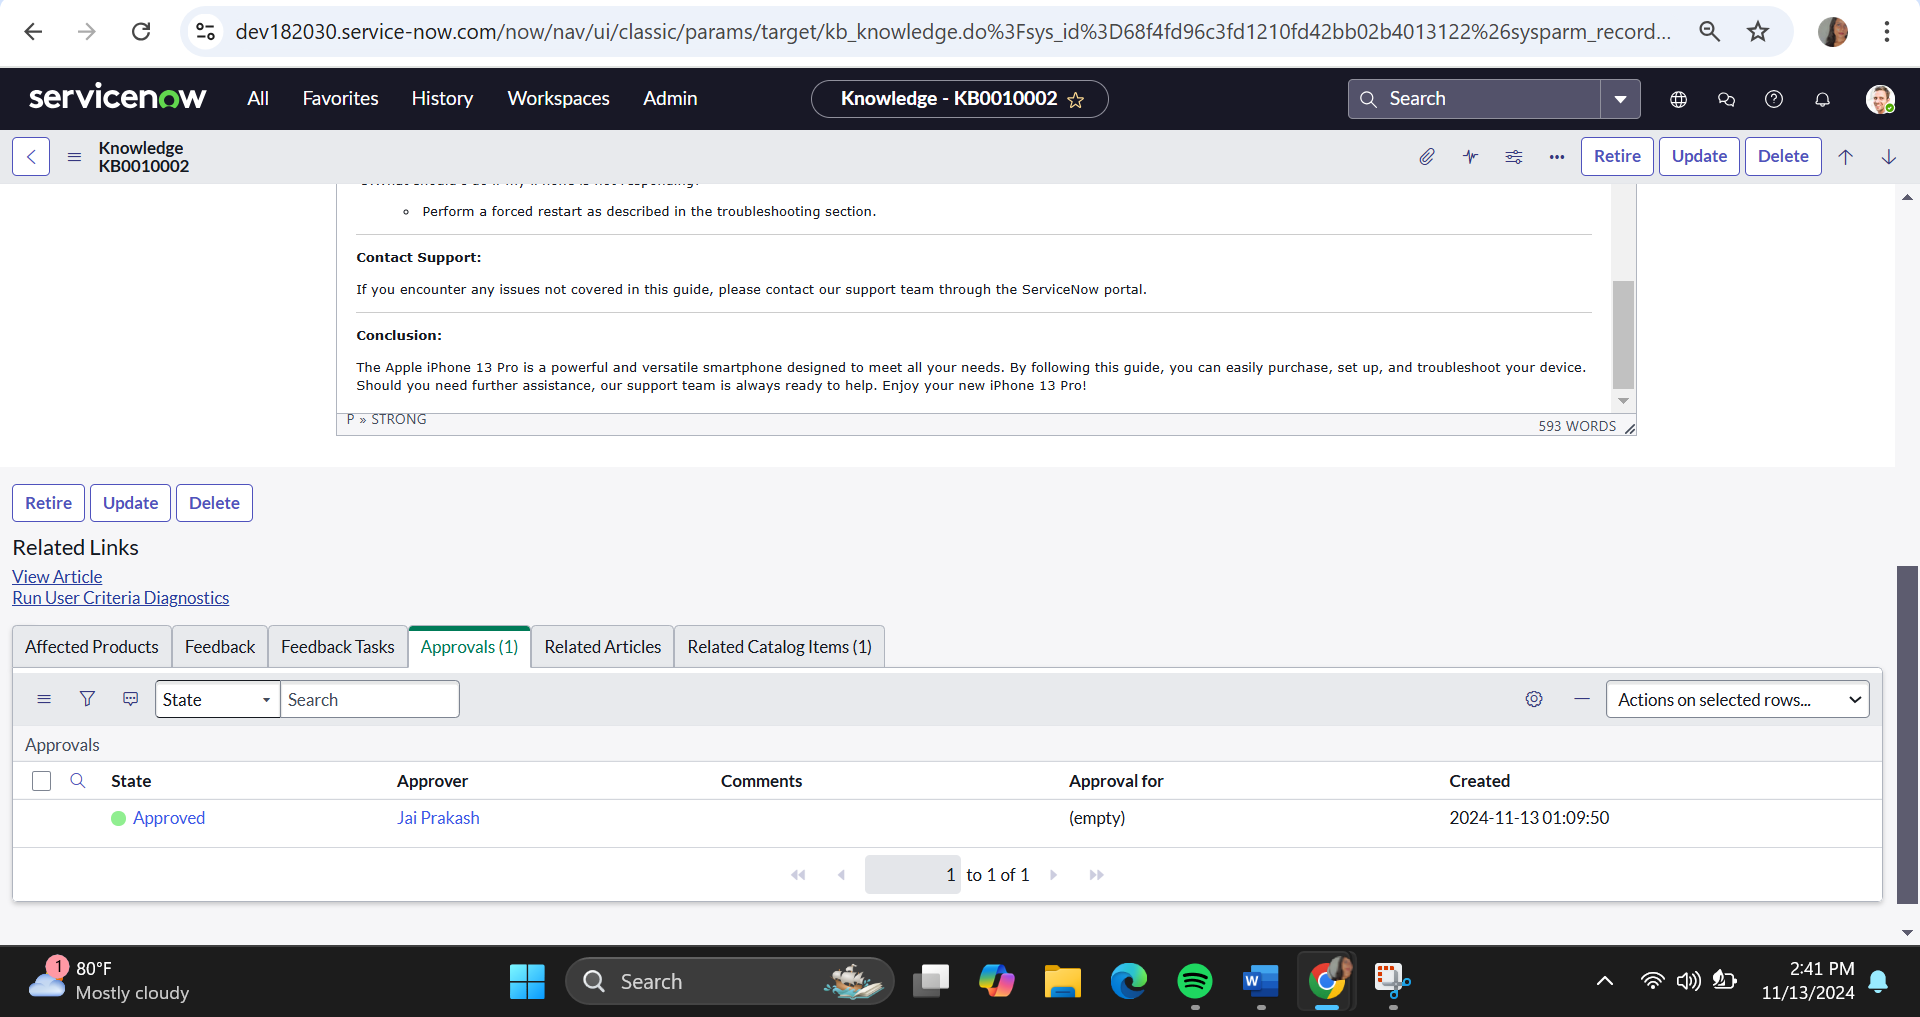 dev182030.service-now.com/now/nav/ui/classic/params/target/kb_knowledge.do%3Fsys_id%3D68f4fd96c3fd1210fd42bb02b4013122%26sysparm_record...
servicenow All Favorites History Workspaces Admin Knowledge - KB0010002 Search
Knowledge
KB0010002
Retire Update Delete
Perform a forced restart as described in the troubleshooting section.
Contact Support:
If you encounter any issues not covered in this guide, please contact our support team through the ServiceNow portal.
Conclusion:
The Apple iPhone 13 Pro is a powerful and versatile smartphone designed to meet all your needs. By following this guide, you can easily purchase, set up, and troubleshoot your device.
Should you need further assistance, our support team is always ready to help. Enjoy your new iPhone 13 Pro!
P » STRONG
593 WORDS
Retire Update Delete
Related Links
View Article
Run User Criteria Diagnostics
Affected Products Feedback Feedback Tasks Approvals (1) Related Articles Related Catalog Items (1)
State Search Actions on selected rows...
Approvals
State Approver Comments Approval for Created
Approved Jai Prakash (empty) 2024-11-13 01:09:50
1 to 1 of 1
1 80°F
Mostly cloudy
Search
W
2:41 PM
11/13/2024